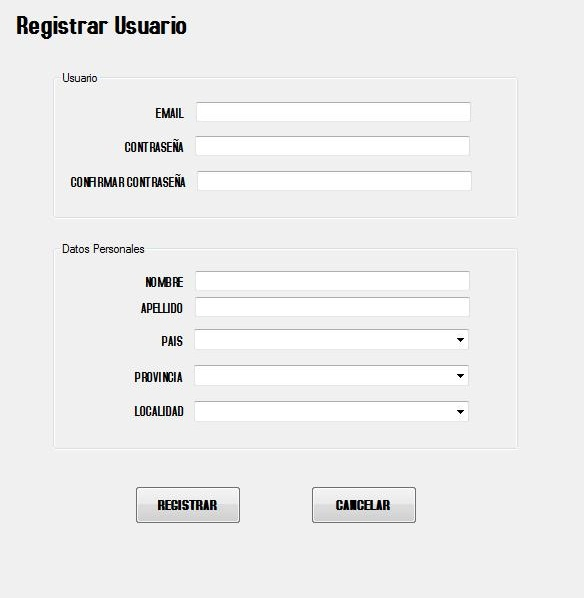 Registrar Usuario
Usuario
EMAIL
CONTRASEÑA
CONFIRMAR CONTRASEÑA
Datos Personales
NOMBRE
APELLIDO
PAIS
PROVINCIA
LOCALIDAD
REGISTRAR
CANCELAR